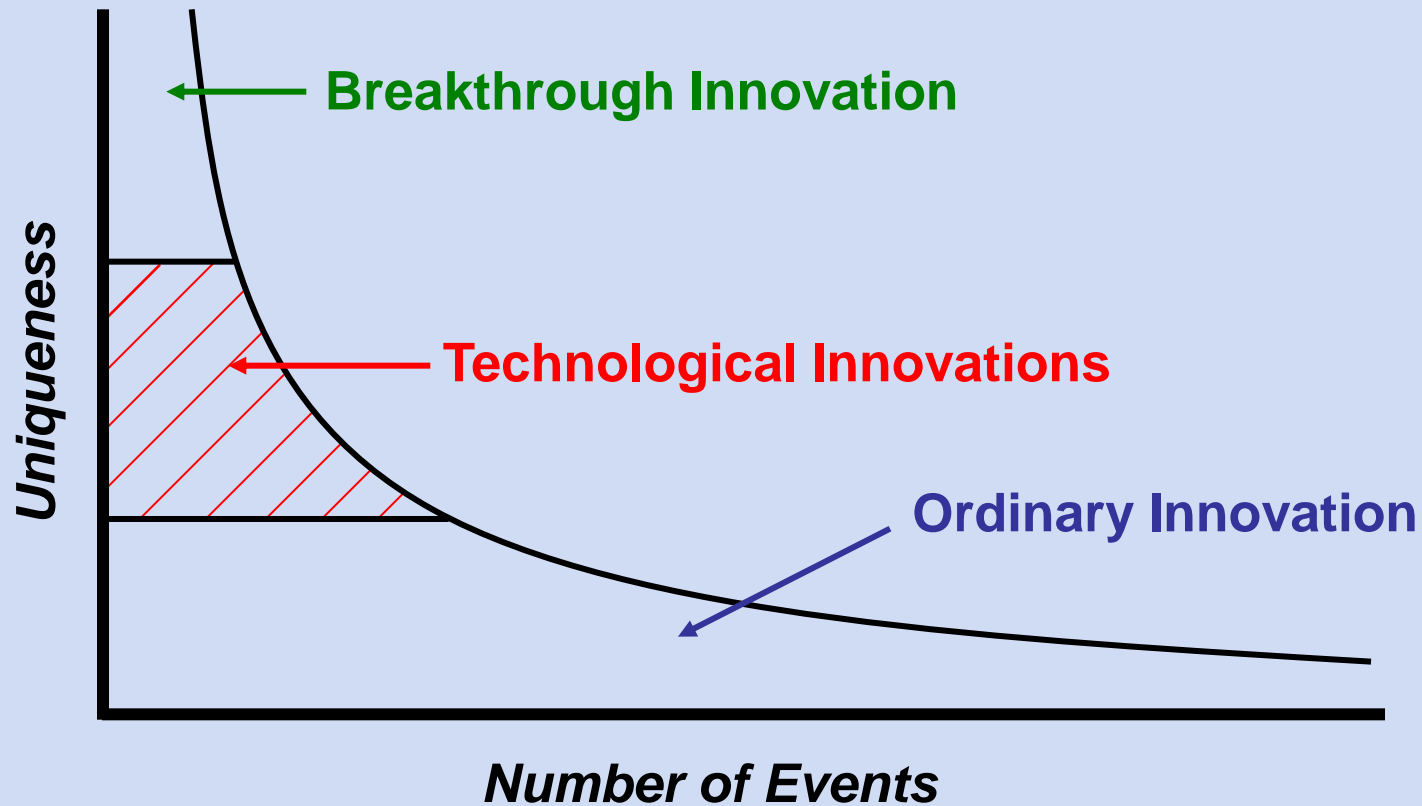 Breakthrough Innovation
Uniqueness
Technological Innovations
Ordinary Innovation
Number of Events